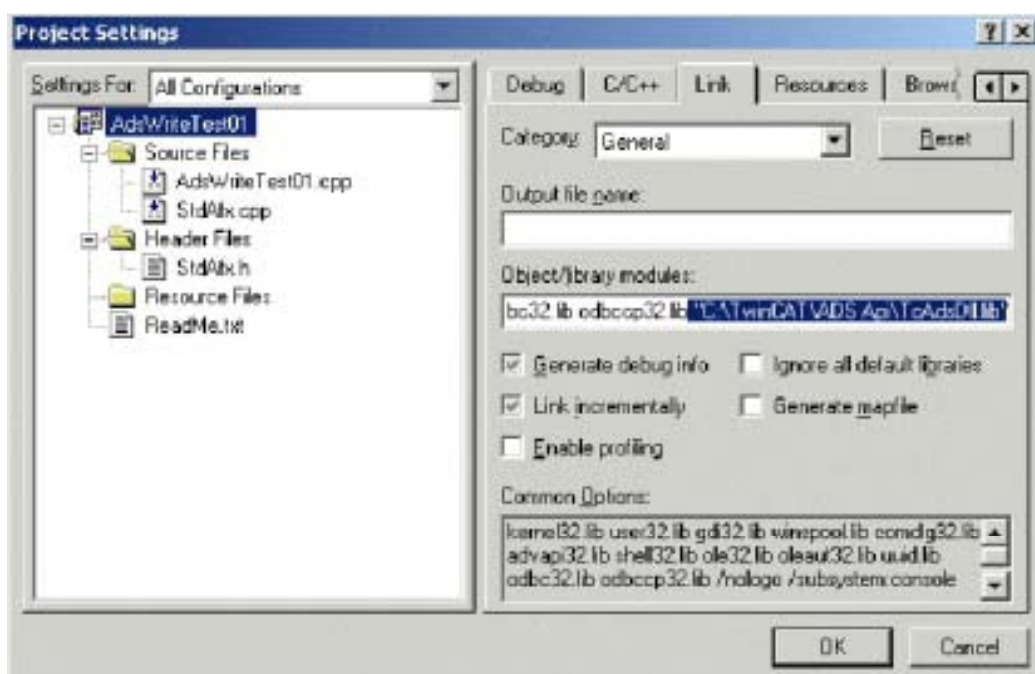 Project Settings
Settings For:
All Configurations
AdsWriteTest01
Source Files
AdsWriteTest01.cpp
StdAfx.cpp
Header Files
StdAfx.h
Resource Files
ReadMe.txt
Debug
C/C++
Link
Resources
Brows
Category:
General
Reset
Output file name:
Object/library modules:
bc32.lib odbccp32.lib "C:\TwinCAT\ADS Api\TcAdsDll.lib"
Generate debug info
Ignore all default libraries
Link incrementally
Generate mapfile
Enable profiling
Common Options:
kernel32.lib user32.lib gdi32.lib winspool.lib comdlg32.lib
advapi32.lib shell32.lib ole32.lib oleaut32.lib uuid.lib
odbc32.lib odbccp32.lib /nologo /subsystem:console
OK
Cancel